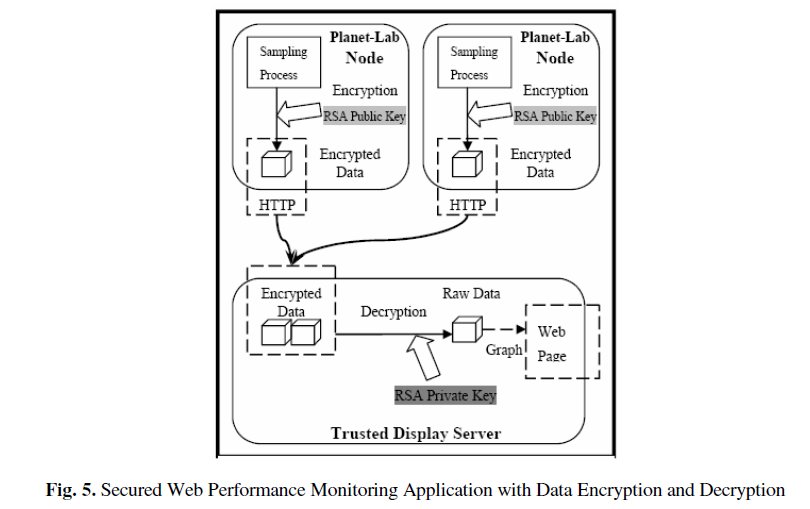 Planet-Lab
Node
Sampling
Process
Encryption
RSA Public Key
Encrypted
Data
HTTP
Planet-Lab
Node
Sampling
Process
Encryption
RSA Public Key
Encrypted
Data
HTTP
Encrypted
Data
Decryption
Raw Data
Graph
Web
Page
RSA Private Key
Trusted Display Server
Fig. 5. Secured Web Performance Monitoring Application with Data Encryption and Decryption